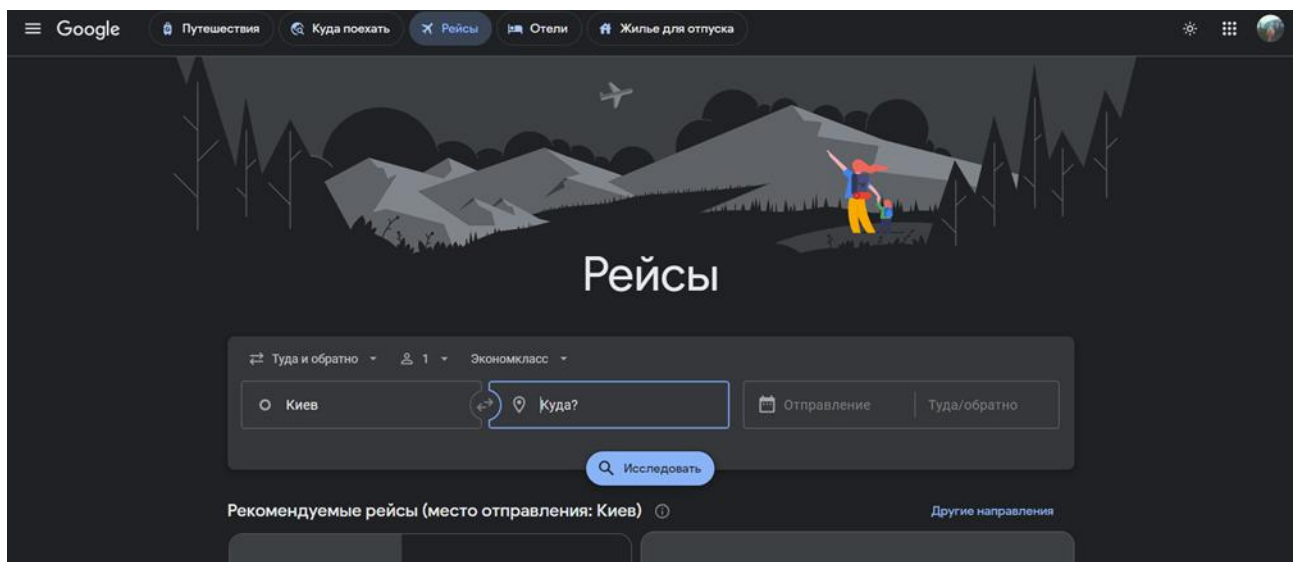 Google Путешествия Куда поехать Рейсы Отели Жилье для отпуска
Рейсы
Туда и обратно 1 Экономкласс
Киев Куда? Отправление Туда/обратно
Исследовать
Рекомендуемые рейсы (место отправления: Киев) Другие направления